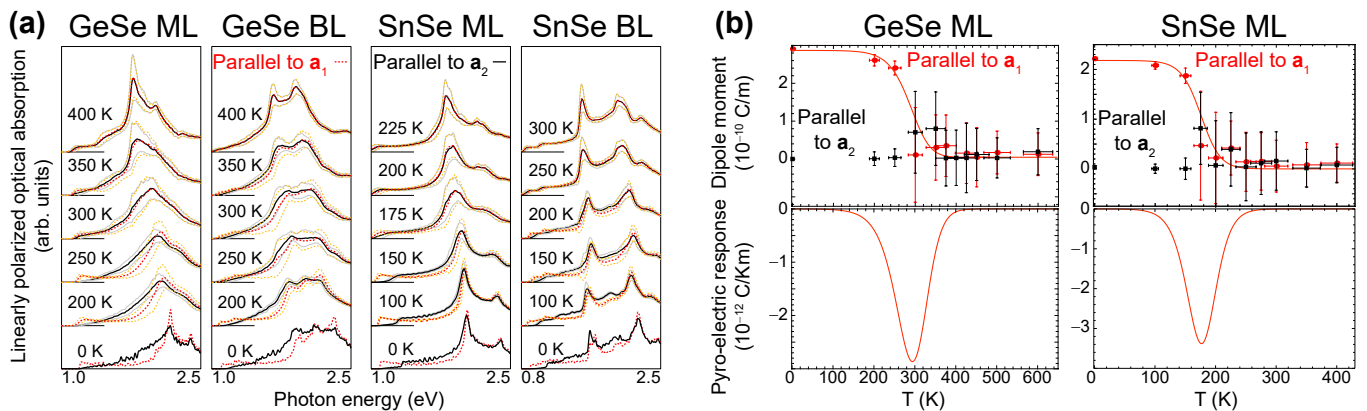 (a)
GeSe ML
GeSe BL
SnSe ML
SnSe BL
Linearly polarized optical absorption
(arb. units)
400 K
350 K
300 K
250 K
200 K
0 K
1.0
2.5
Parallel to a1
400 K
350 K
300 K
250 K
200 K
0 K
1.0
2.5
Parallel to a2
225 K
200 K
175 K
150 K
100 K
0 K
1.0
2.5
300 K
250 K
200 K
150 K
100 K
0 K
0.8
2.5
Photon energy (eV)
(b)
GeSe ML
SnSe ML
Dipole moment
(10⁻¹⁰ C/m)
2
1
0
Parallel to a1
Parallel
to a2
2
1
0
Parallel to a1
Parallel
to a2
Pyro-electric response
(10⁻¹² C/Km)
0
−1
−2
0 100 200 300 400 500 600
T (K)
0
−1
−2
−3
0 100 200 300 400
T (K)